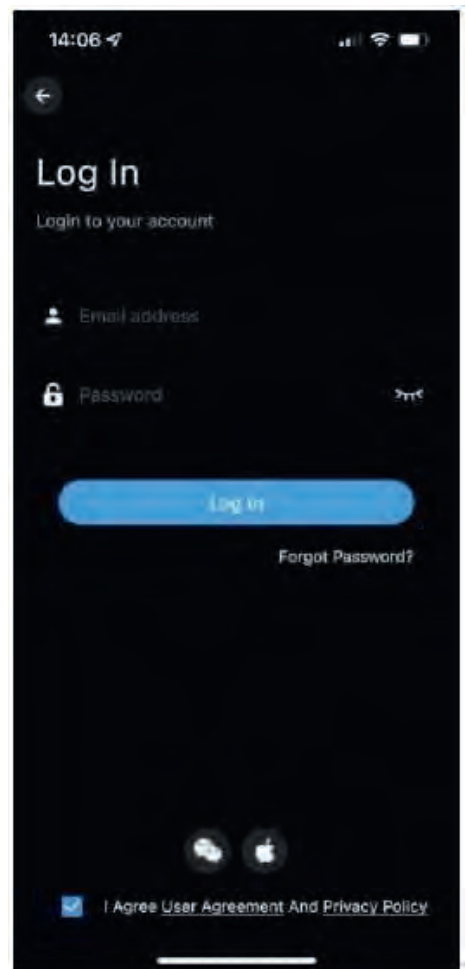 14:06
Log In
Login to your account
Email address
Password
Log in
Forgot Password?
I Agree User Agreement And Privacy Policy